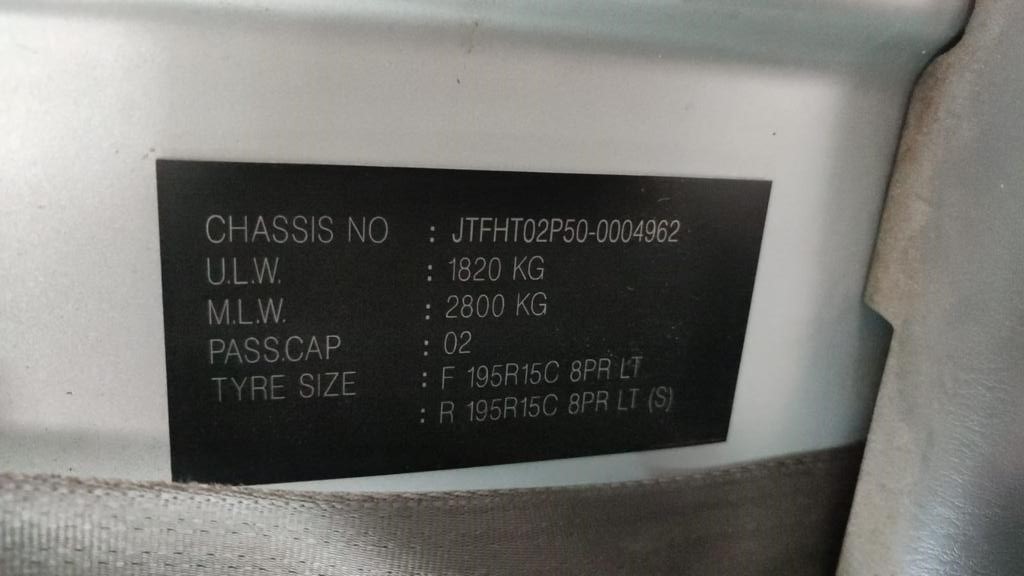 CHASSIS NO : JTFHT02P50-0004962
U.L.W. : 1820 KG
M.L.W. : 2800 KG
PASS.CAP : 02
TYRE SIZE : F 195R15C 8PR LT
: R 195R15C 8PR LT (S)